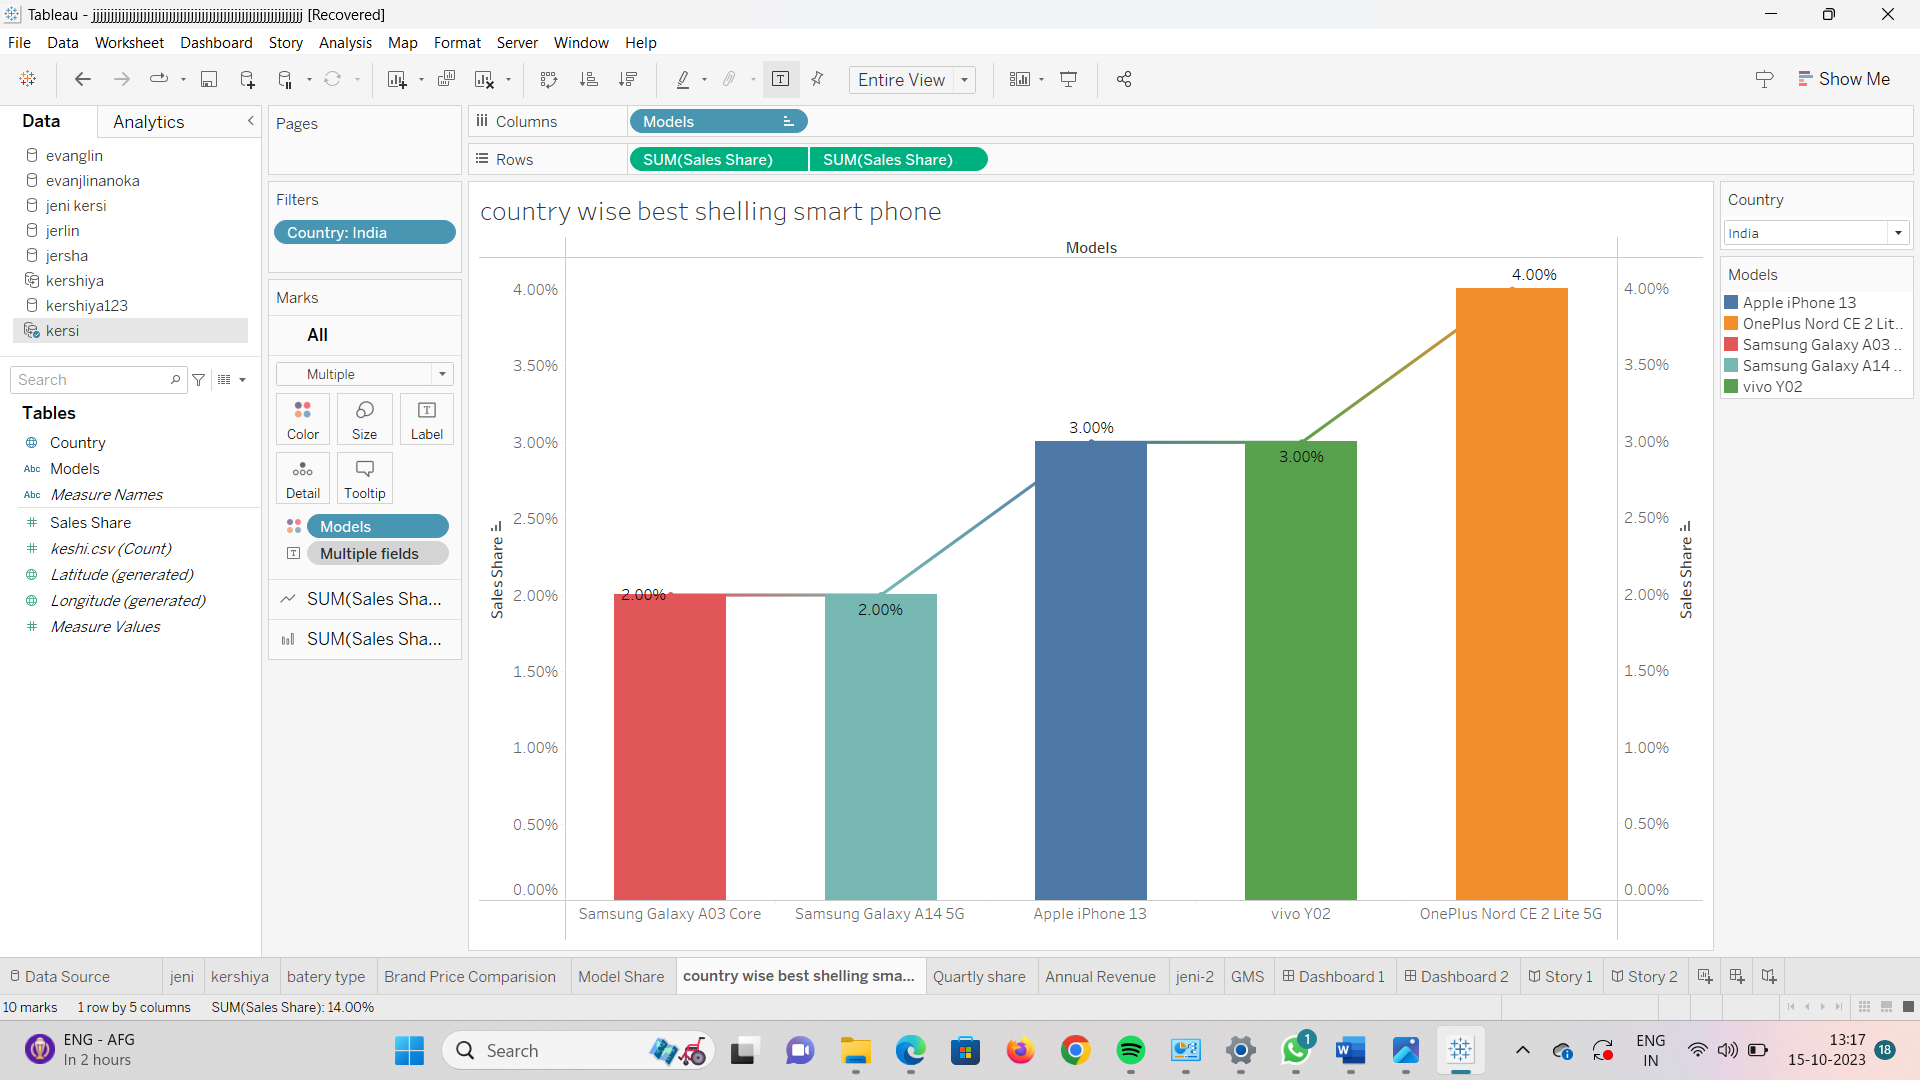 Tableau - jjjjjjjjjjjjjjjjjjjjjjjjjjjjjjjjjjjjjjjjjjjjjjjjjjjjjjjjj [Recovered]
File Data Worksheet Dashboard Story Analysis Map Format Server Window Help
Entire View
Show Me
Data Analytics
evanglin
evanjlinanoka
jeni kersi
jerlin
jersha
kershiya
kershiya123
kersi
Search
Tables
Country
Abc Models
Abc Measure Names
# Sales Share
# keshi.csv (Count)
Latitude (generated)
Longitude (generated)
# Measure Values
Pages
Filters
Country: India
Marks
All
Multiple
Color Size Label
Detail Tooltip
Models
Multiple fields
SUM(Sales Sha...
SUM(Sales Sha...
Columns Models
Rows SUM(Sales Share) SUM(Sales Share)
country wise best shelling smart phone
Models
Sales Share
4.00%
3.50%
3.00%
2.50%
2.00%
1.50%
1.00%
0.50%
0.00%
2.00%
2.00%
3.00%
3.00%
4.00%
4.00%
3.50%
3.00%
2.50%
2.00%
1.50%
1.00%
0.50%
0.00%
Sales Share
Samsung Galaxy A03 Core Samsung Galaxy A14 5G Apple iPhone 13 vivo Y02 OnePlus Nord CE 2 Lite 5G
Country
India
Models
Apple iPhone 13
OnePlus Nord CE 2 Lit..
Samsung Galaxy A03 ..
Samsung Galaxy A14 ..
vivo Y02
Data Source jeni kershiya batery type Brand Price Comparision Model Share country wise best shelling sma... Quartly share Annual Revenue jeni-2 GMS Dashboard 1 Dashboard 2 Story 1 Story 2
10 marks 1 row by 5 columns SUM(Sales Share): 14.00%
ENG - AFG
In 2 hours
Search
1
ENG
IN
13:17
15-10-2023
18